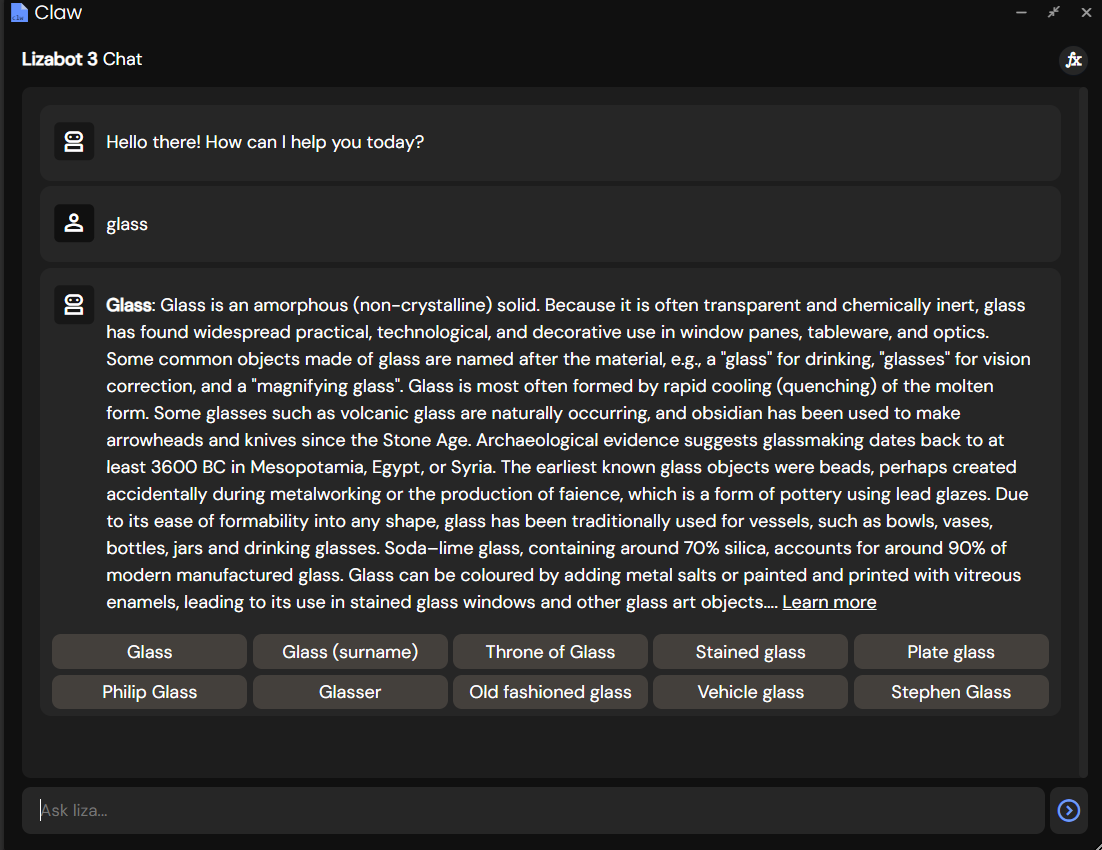 Claw
Lizabot 3 Chat
fx
Hello there! How can I help you today?
glass
Glass: Glass is an amorphous (non-crystalline) solid. Because it is often transparent and chemically inert, glass
has found widespread practical, technological, and decorative use in window panes, tableware, and optics.
Some common objects made of glass are named after the material, e.g., a "glass" for drinking, "glasses" for vision
correction, and a "magnifying glass". Glass is most often formed by rapid cooling (quenching) of the molten
form. Some glasses such as volcanic glass are naturally occurring, and obsidian has been used to make
arrowheads and knives since the Stone Age. Archaeological evidence suggests glassmaking dates back to at
least 3600 BC in Mesopotamia, Egypt, or Syria. The earliest known glass objects were beads, perhaps created
accidentally during metalworking or the production of faience, which is a form of pottery using lead glazes. Due
to its ease of formability into any shape, glass has been traditionally used for vessels, such as bowls, vases,
bottles, jars and drinking glasses. Soda–lime glass, containing around 70% silica, accounts for around 90% of
modern manufactured glass. Glass can be coloured by adding metal salts or painted and printed with vitreous
enamels, leading to its use in stained glass windows and other glass art objects.... Learn more
Glass Glass (surname) Throne of Glass Stained glass Plate glass
Philip Glass Glasser Old fashioned glass Vehicle glass Stephen Glass
Ask liza...